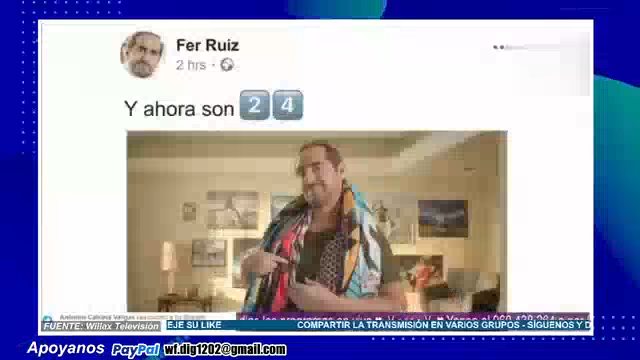 Fer Ruiz
2 hrs ·
Y ahora son 2 4
FUENTE: Willax Televisión
EJE SU LIKE
COMPARTIR LA TRANSMISIÓN EN VARIOS GRUPOS - SÍGUENOS Y D
Apoyanos PayPal wl.dig1202@gmail.com